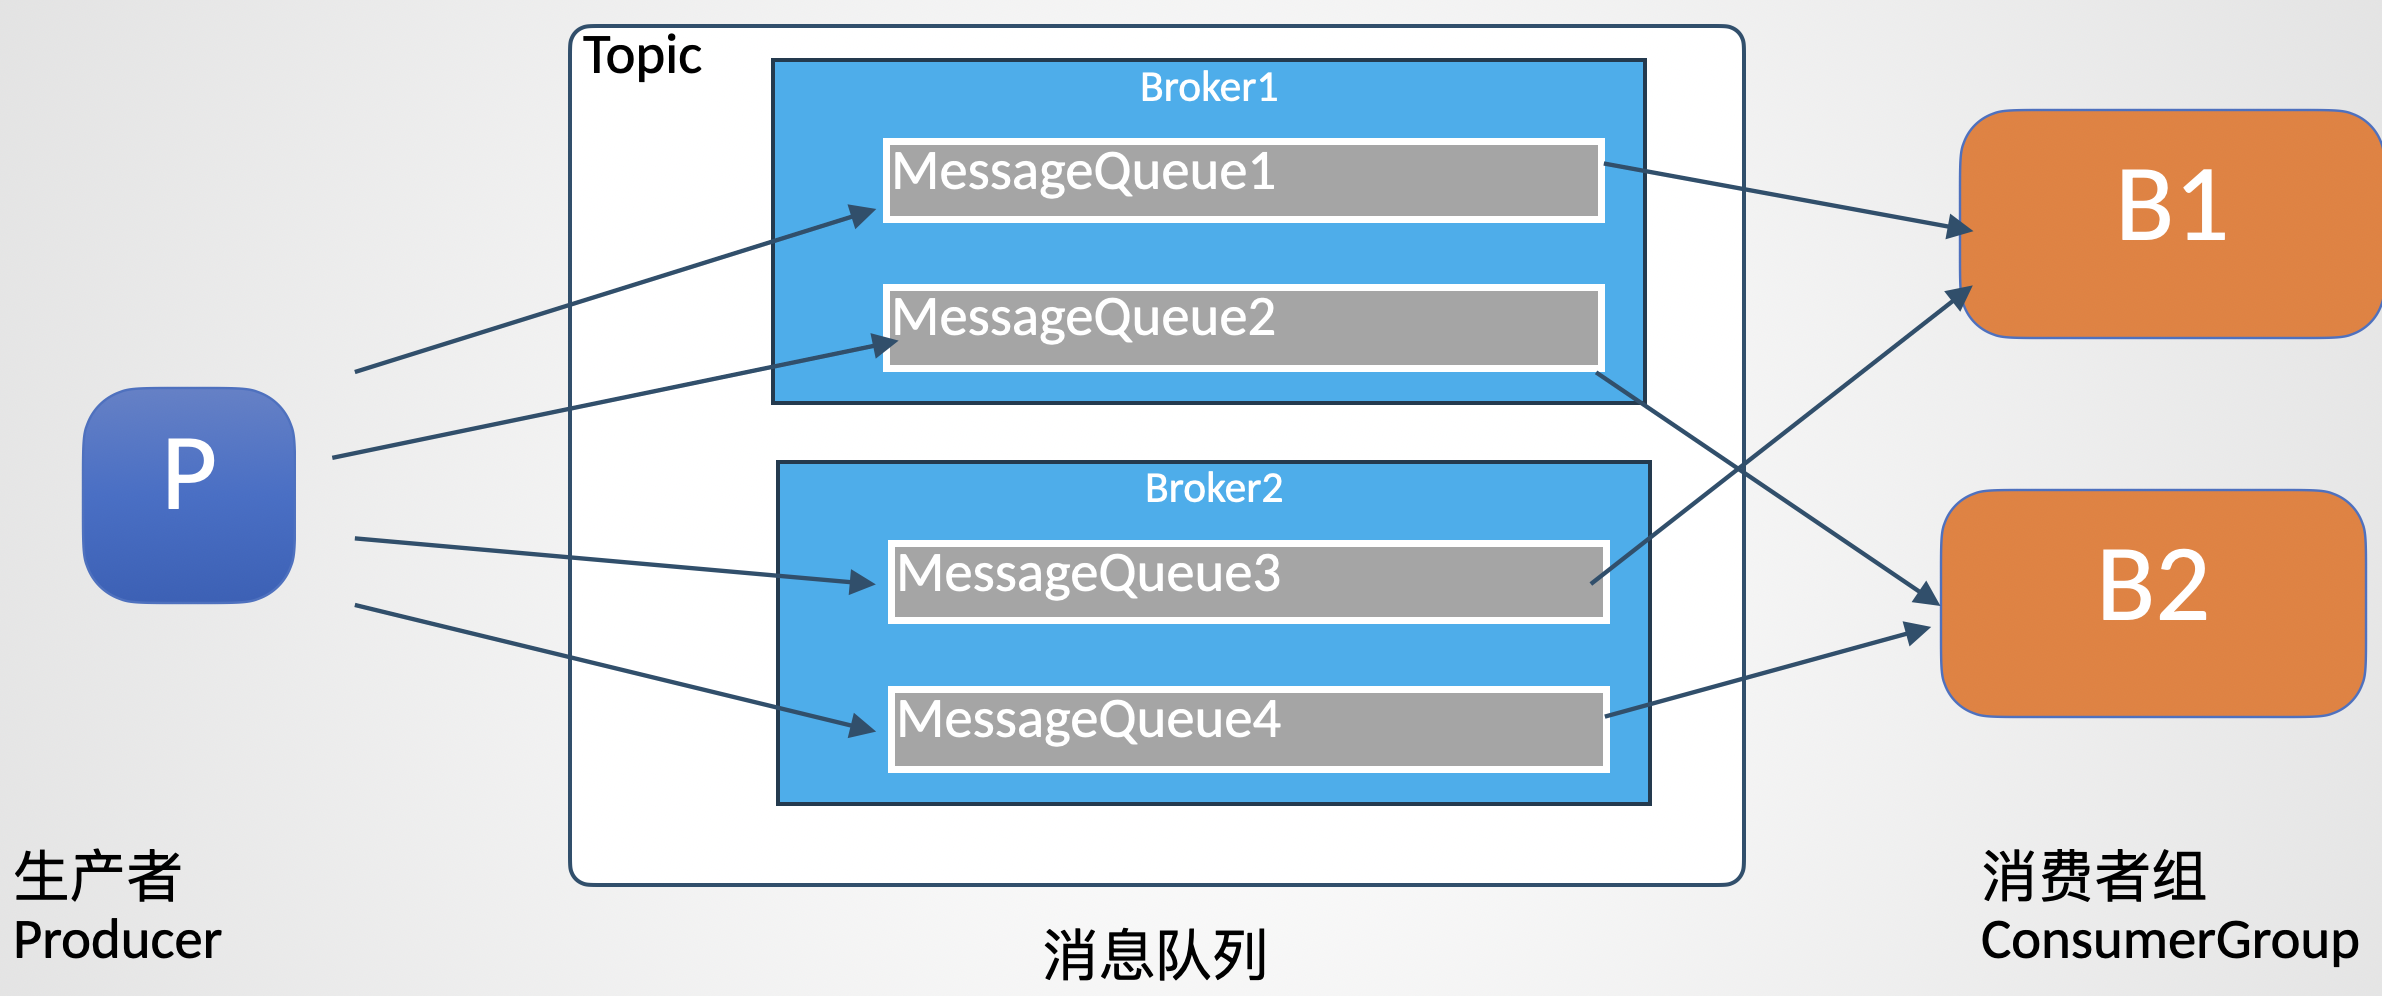 Topic
Broker1
MessageQueue1
MessageQueue2
B1
P
Broker2
MessageQueue3
MessageQueue4
B2
生产者
Producer
消息队列
消费者组
ConsumerGroup